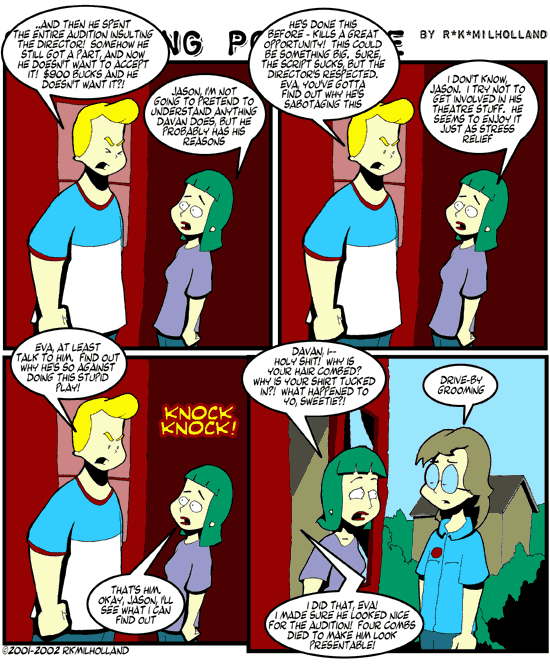 NG PO
E
BY R*K*MILHOLLAND
...AND THEN HE SPENT
THE ENTIRE AUDITION INSULTING
THE DIRECTOR! SOMEHOW HE
STILL GOT A PART, AND NOW
HE DOESN'T WANT TO ACCEPT
IT! $900 BUCKS AND HE
DOESN'T WANT IT?!
JASON, I'M NOT
GOING TO PRETEND TO
UNDERSTAND ANYTHING
DAVAN DOES, BUT HE
PROBABLY HAS HIS
REASONS
HE'S DONE THIS
BEFORE - KILLS A GREAT
OPPORTUNITY! THIS COULD
BE SOMETHING BIG. SURE,
THE SCRIPT SUCKS, BUT THE
DIRECTOR'S RESPECTED.
EVA, YOU'VE GOTTA
FIND OUT WHY HE'S
SABOTAGING THIS
I DON'T KNOW,
JASON. I TRY NOT TO
GET INVOLVED IN HIS
THEATRE STUFF. HE
SEEMS TO ENJOY IT
JUST AS STRESS
RELIEF
EVA, AT LEAST
TALK TO HIM. FIND OUT
WHY HE'S SO AGAINST
DOING THIS STUPID
PLAY!
KNOCK
KNOCK!
THAT'S HIM.
OKAY, JASON, I'LL
SEE WHAT I CAN
FIND OUT
DAVAN, I--
HOLY SHIT! WHY IS
YOUR HAIR COMBED?
WHY IS YOUR SHIRT TUCKED
IN?! WHAT HAPPENED TO
YO, SWEETIE?!
DRIVE-BY
GROOMING
I DID THAT, EVA!
I MADE SURE HE LOOKED NICE
FOR THE AUDITION! FOUR COMBS
DIED TO MAKE HIM LOOK
PRESENTABLE!
©2001-2002 RKMILHOLLAND